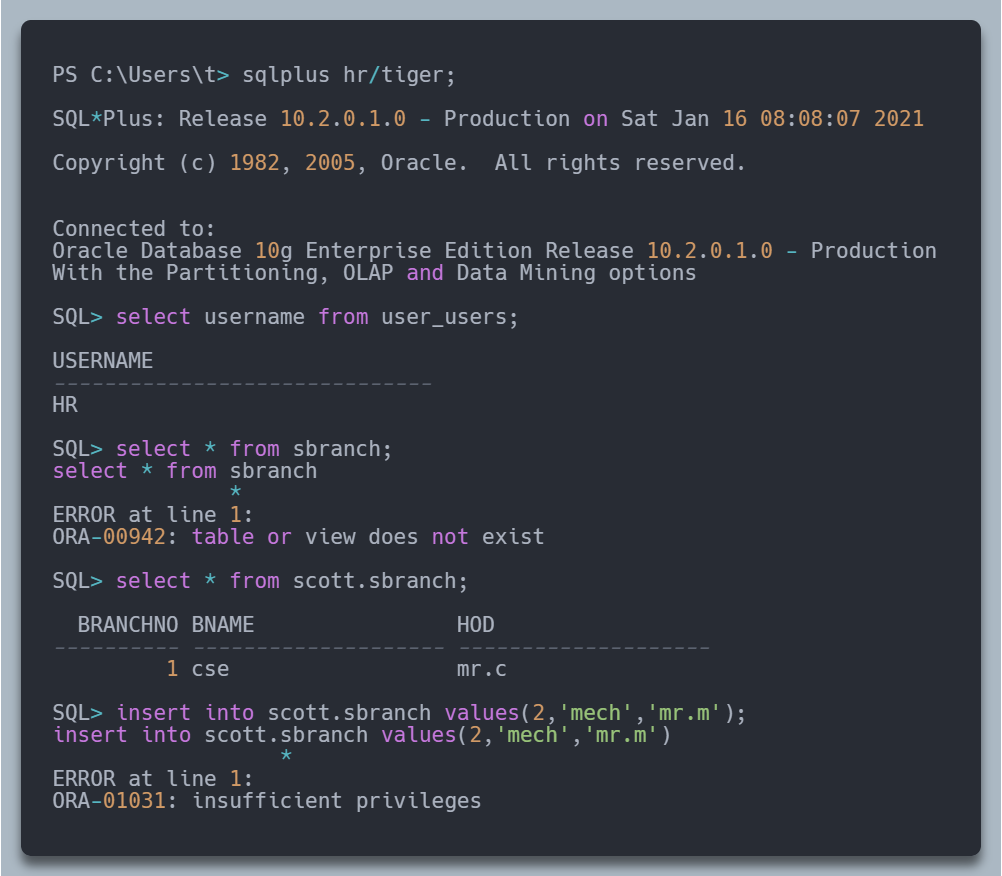 PS C:\Users\t> sqlplus hr/tiger;
SQL*Plus: Release 10.2.0.1.0 - Production on Sat Jan 16 08:08:07 2021
Copyright (c) 1982, 2005, Oracle.  All rights reserved.
Connected to:
Oracle Database 10g Enterprise Edition Release 10.2.0.1.0 - Production
With the Partitioning, OLAP and Data Mining options
SQL> select username from user_users;
USERNAME
------------------------------
HR
SQL> select * from sbranch;
select * from sbranch
              *
ERROR at line 1:
ORA-00942: table or view does not exist
SQL> select * from scott.sbranch;
  BRANCHNO BNAME                HOD
---------- -------------------- --------------------
         1 cse                  mr.c
SQL> insert into scott.sbranch values(2,'mech','mr.m');
insert into scott.sbranch values(2,'mech','mr.m')
                  *
ERROR at line 1:
ORA-01031: insufficient privileges